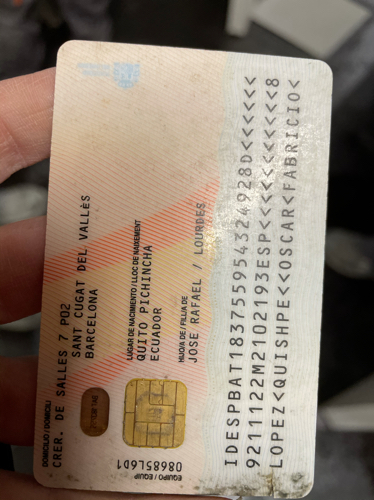 DOMICILIO / DOMICILI
CRER. DE SALLES 7 P02
SANT CUGAT DEL VALLÈS
BARCELONA
LUGAR DE NACIMIENTO / LLOC DE NAIXEMENT
QUITO PICHINCHA
ECUADOR
HIJO/A DE / FILL/A DE
JOSE RAFAEL / LOURDES
EQUIPO / EQUIP
08685L6D1
IDESPBAT183755954324928D<<<<<<
9211122M2102193ESP<<<<<<<<<<<8
LOPEZ<QUISHPE<<OSCAR<FABRICIO<